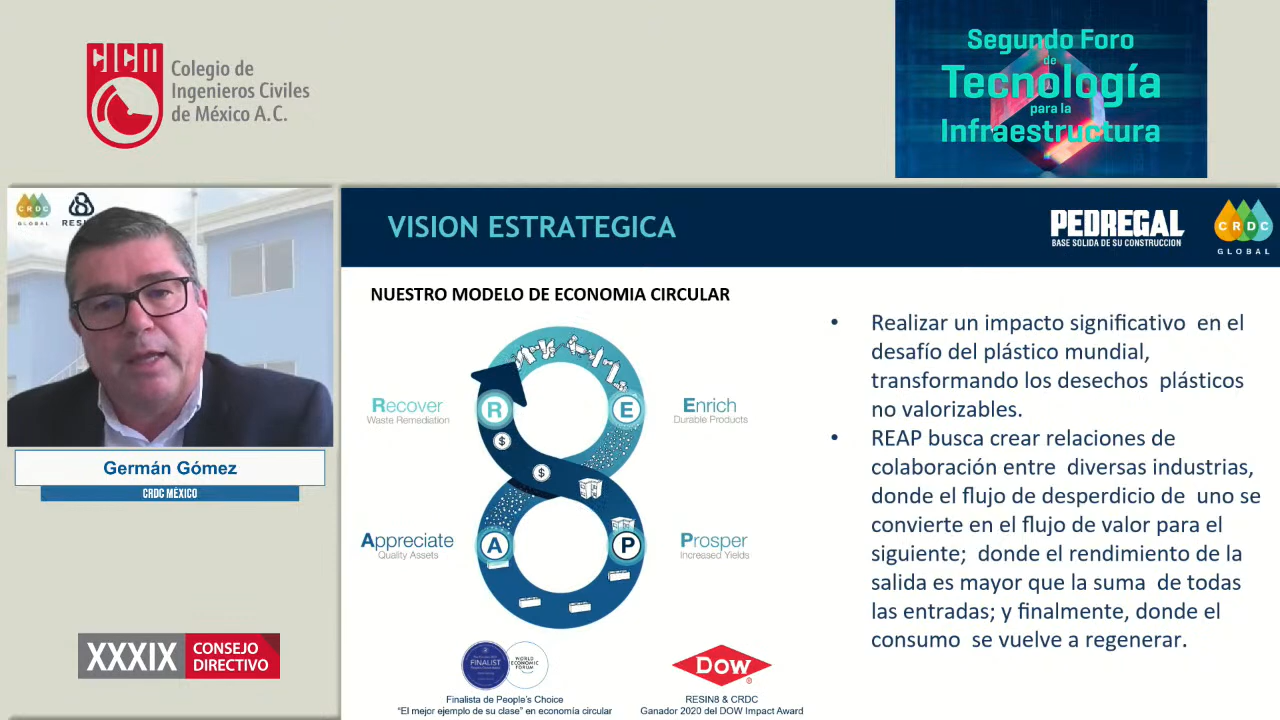 CICM
Colegio de
Ingenieros Civiles
de México A.C.
Segundo Foro
de
Tecnología
para la
Infraestructura
CRDC
GLOBAL
Germán Gómez
CRDC MÉXICO
XXXIX
CONSEJO
DIRECTIVO
VISION ESTRATEGICA
PEDREGAL
BASE SOLIDA DE SU CONSTRUCCION
CRDC
GLOBAL
NUESTRO MODELO DE ECONOMIA CIRCULAR
Recover
Waste Remediation
R
E
Enrich
Durable Products
$
$
Appreciate
Quality Assets
A
P
Prosper
Increased Yields
FINALIST
WORLD
ECONOMIC
FORUM
Finalista de People's Choice
"El mejor ejemplo de su clase" en economía circular
Dow
®
RESIN8 & CRDC
Ganador 2020 del DOW Impact Award
• Realizar un impacto significativo en el
desafío del plástico mundial,
transformando los desechos plásticos
no valorizables.
• REAP busca crear relaciones de
colaboración entre diversas industrias,
donde el flujo de desperdicio de uno se
convierte en el flujo de valor para el
siguiente; donde el rendimiento de la
salida es mayor que la suma de todas
las entradas; y finalmente, donde el
consumo se vuelve a regenerar.